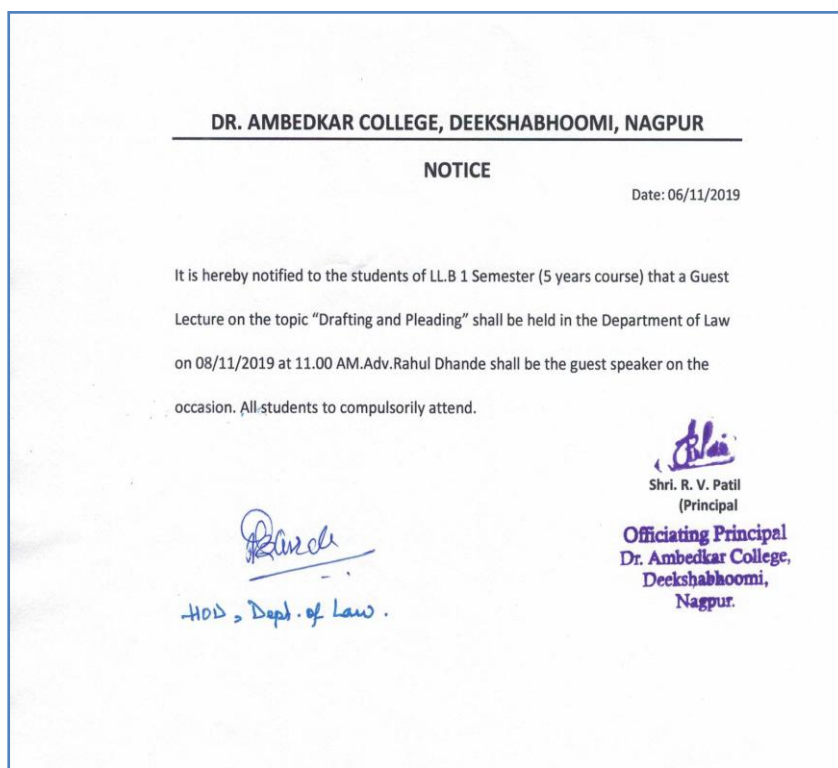 DR. AMBEDKAR COLLEGE, DEEKSHABHOOMI, NAGPUR
NOTICE
Date: 06/11/2019
It is hereby notified to the students of LL.B 1 Semester (5 years course) that a Guest
Lecture on the topic “Drafting and Pleading” shall be held in the Department of Law
on 08/11/2019 at 11.00 AM.Adv.Rahul Dhande shall be the guest speaker on the
occasion. All students to compulsorily attend.
Shri. R. V. Patil
(Principal
Officiating Principal
Dr. Ambedkar College,
Deekshabhoomi,
Nagpur.
HOD, Dept. of Law.